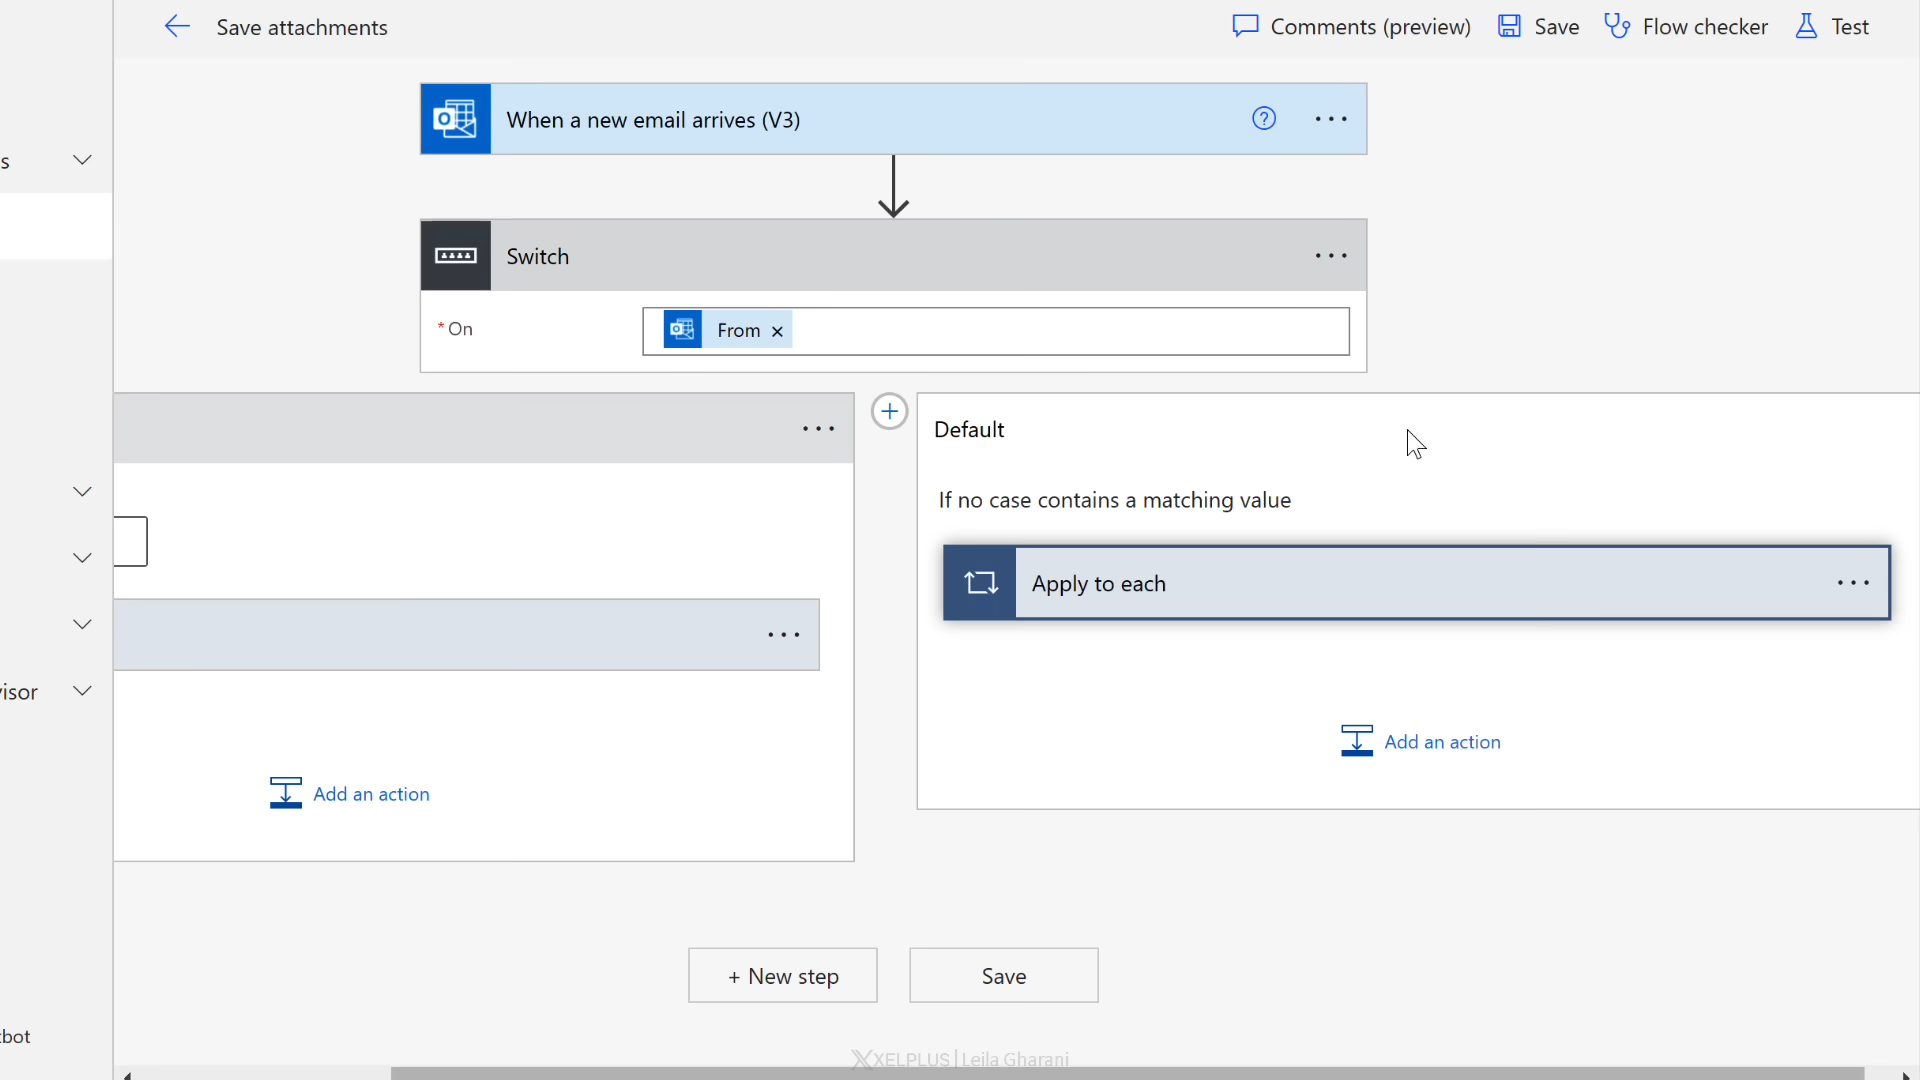 Save attachments
Comments (preview)
Save
Flow checker
Test
When a new email arrives (V3)
?
s
Switch
* On
From ×
Default
If no case contains a matching value
Apply to each
isor
Add an action
Add an action
+ New step
Save
bot
XELPLUS | Leila Gharani